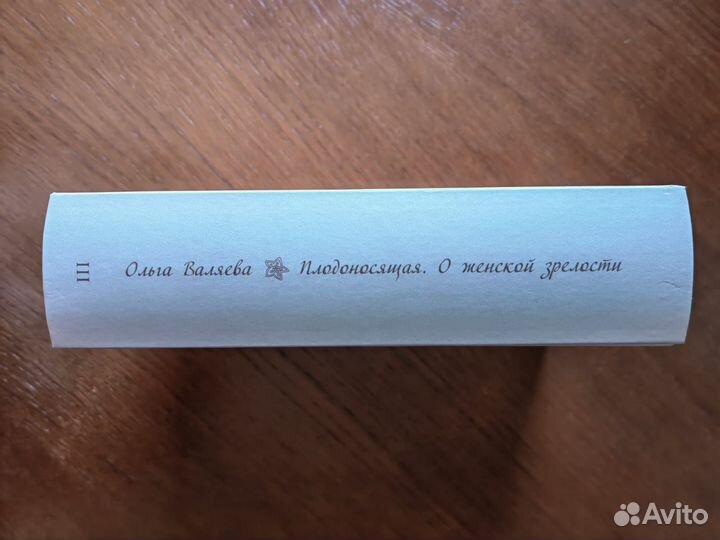 III
Ольга Валяева Плодоносящая. О женской зрелости
Avito